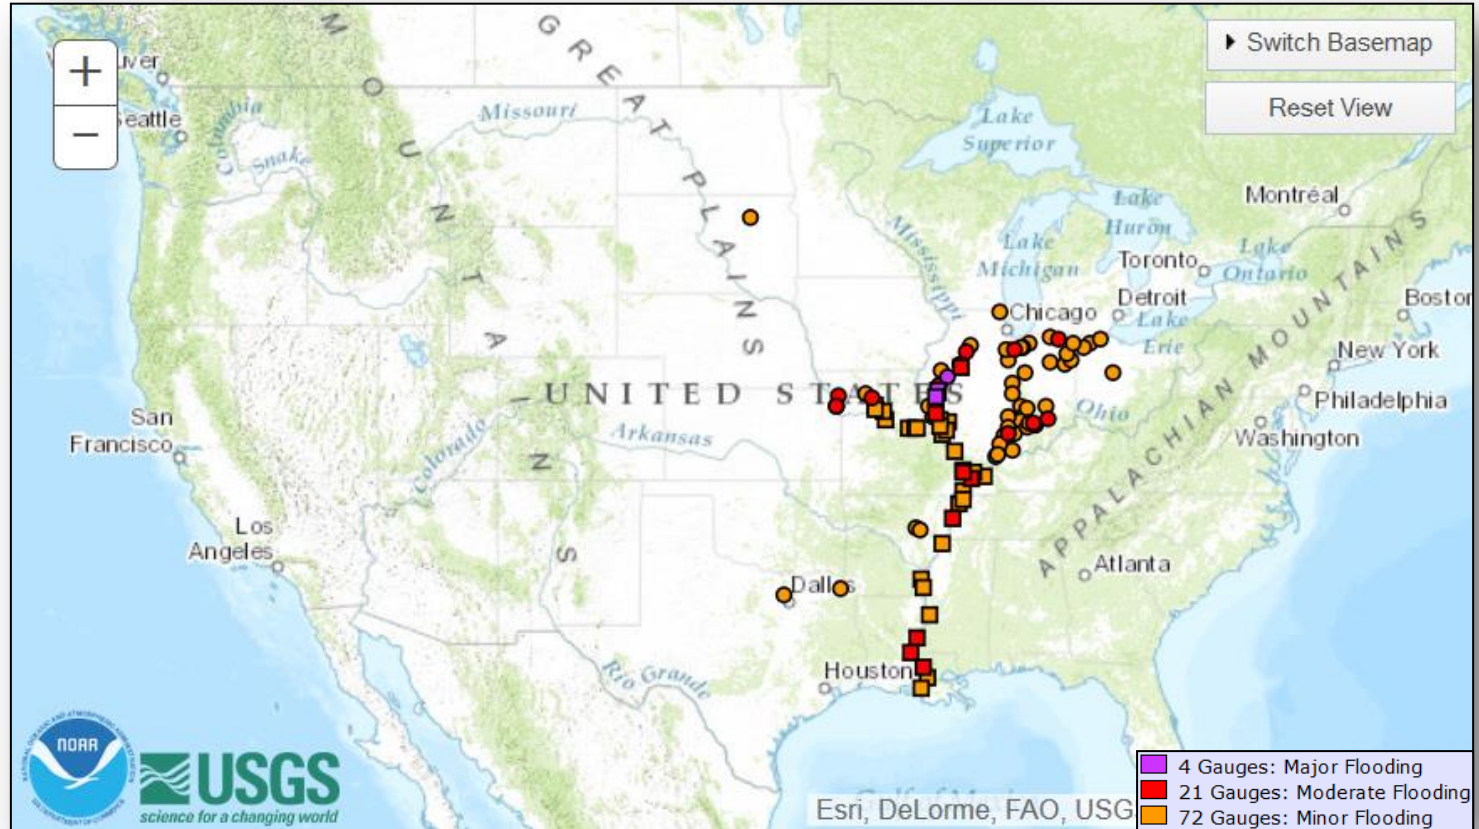 Switch Basemap
Reset View
+
−
Seattle
Columbia
Snake
Missouri
GREAT PLAINS
MOUNTAINS
Lake
Superior
Montréal
Lake
Huron
Lake
Michigan
Toronto
Lake
Ontario
Mississippi
Chicago
Detroit
Lake
Erie
Boston
New York
Philadelphia
Washington
Ohio
APPALACHIAN MOUNTAINS
UNITED STATES
San
Francisco
Colorado
Arkansas
Los
Angeles
Atlanta
Dallas
Houston
Rio Grande
NOAA
USGS
science for a changing world
Esri, DeLorme, FAO, USG
4 Gauges: Major Flooding
21 Gauges: Moderate Flooding
72 Gauges: Minor Flooding